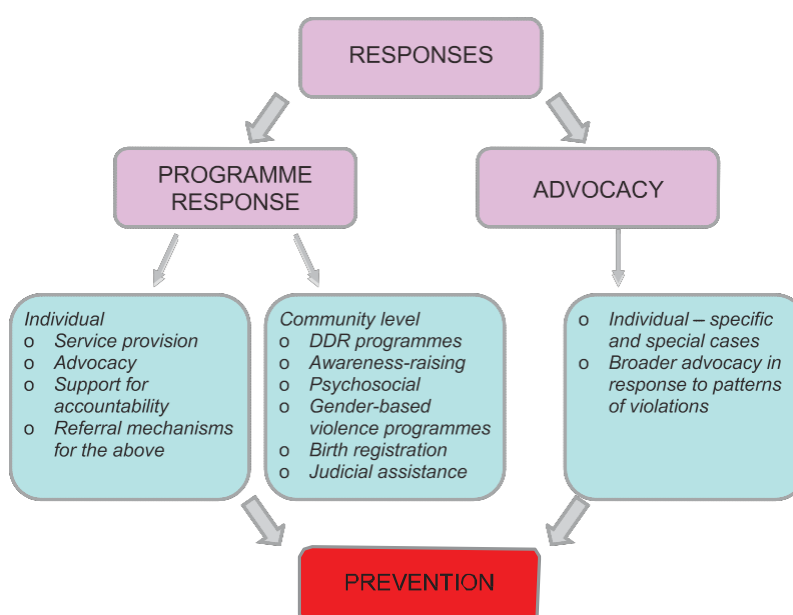 RESPONSES
PROGRAMME
RESPONSE
ADVOCACY
Individual
o Service provision
o Advocacy
o Support for
accountability
o Referral mechanisms
for the above
Community level
o DDR programmes
o Awareness-raising
o Psychosocial
o Gender-based
violence programmes
o Birth registration
o Judicial assistance
o Individual – specific
and special cases
o Broader advocacy in
response to patterns
of violations
PREVENTION